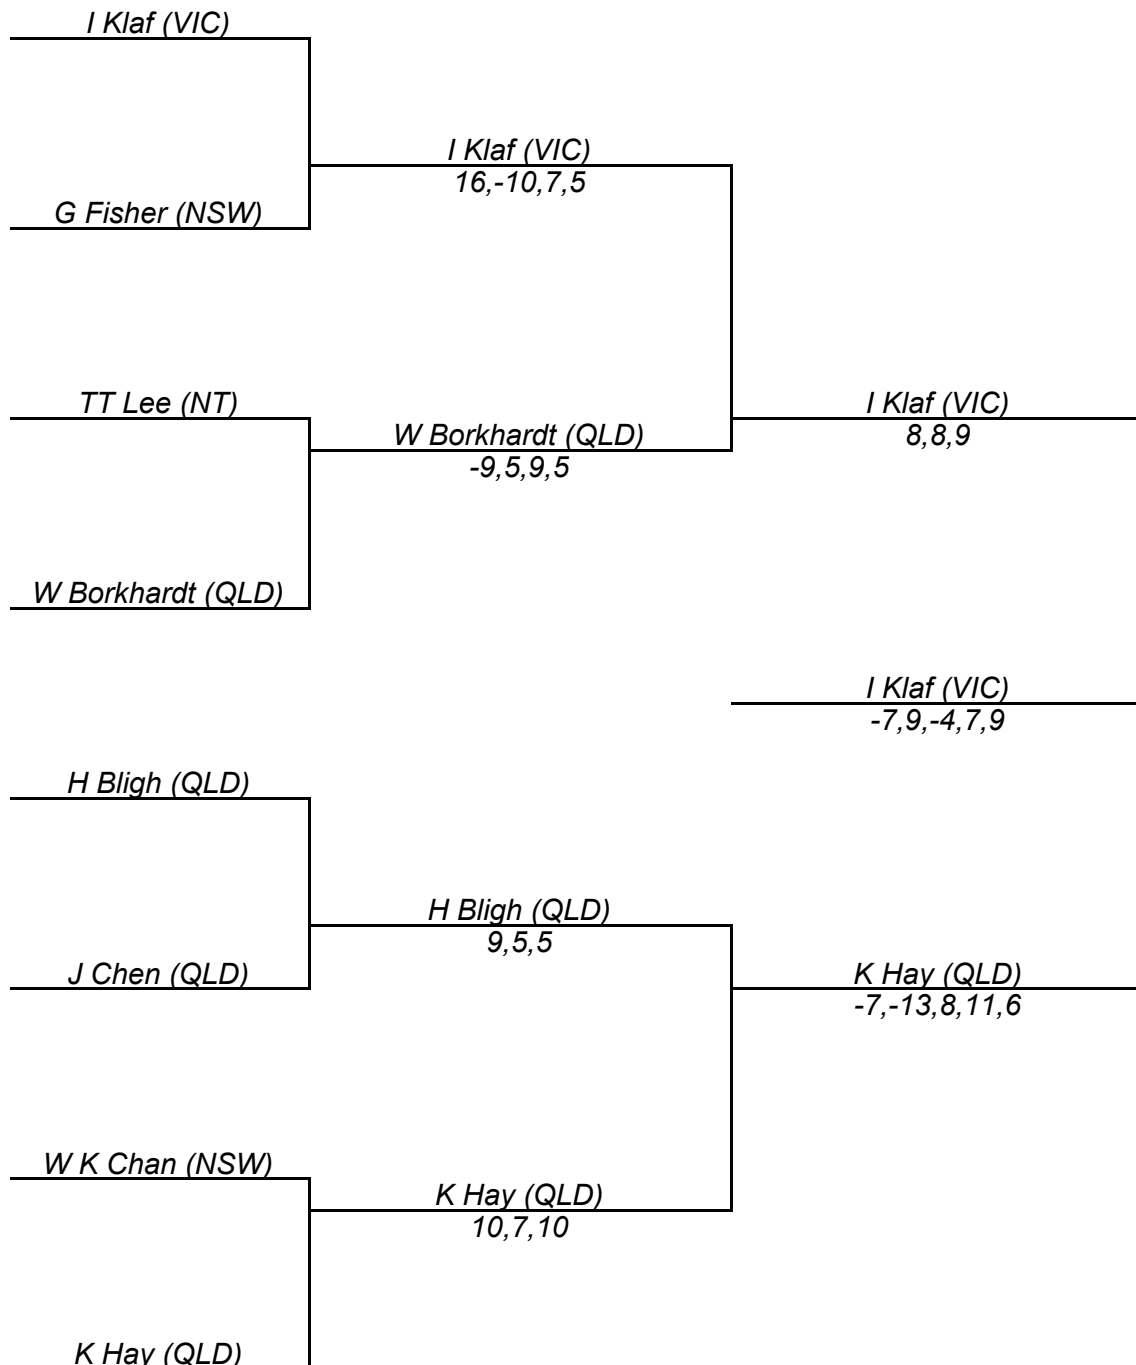 I Klaf (VIC)
I Klaf (VIC)
16,-10,7,5
G Fisher (NSW)
TT Lee (NT)
I Klaf (VIC)
8,8,9
W Borkhardt (QLD)
-9,5,9,5
W Borkhardt (QLD)
I Klaf (VIC)
-7,9,-4,7,9
H Bligh (QLD)
H Bligh (QLD)
9,5,5
J Chen (QLD)
K Hay (QLD)
-7,-13,8,11,6
W K Chan (NSW)
K Hay (QLD)
10,7,10
K Hay (QLD)